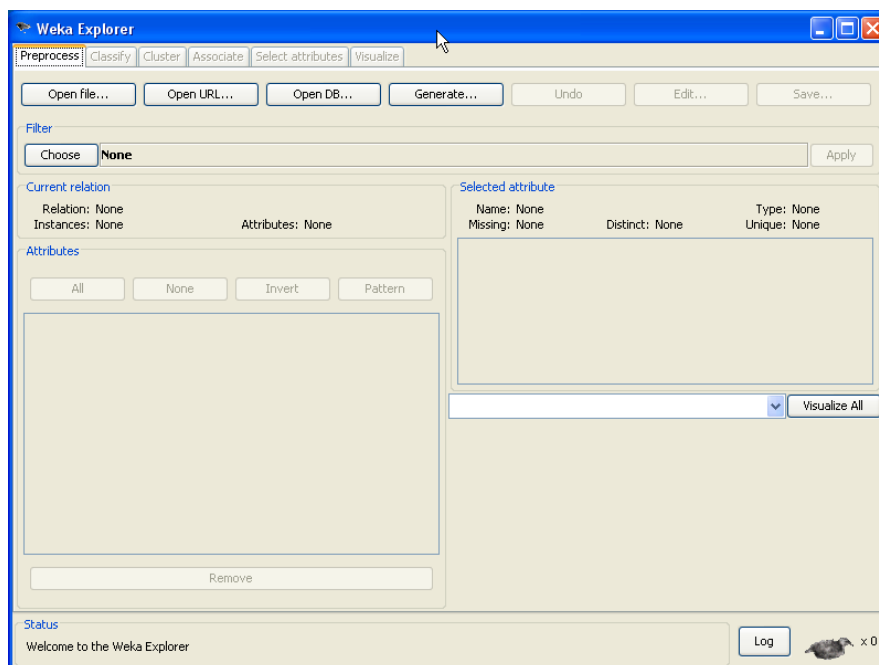 Weka Explorer
Preprocess Classify Cluster Associate Select attributes Visualize
Open file... Open URL... Open DB... Generate... Undo Edit... Save...
Filter
Choose None Apply
Current relation
Relation: None
Instances: None Attributes: None
Selected attribute
Name: None Type: None
Missing: None Distinct: None Unique: None
Attributes
All None Invert Pattern
Visualize All
Remove
Status
Welcome to the Weka Explorer
Log x 0